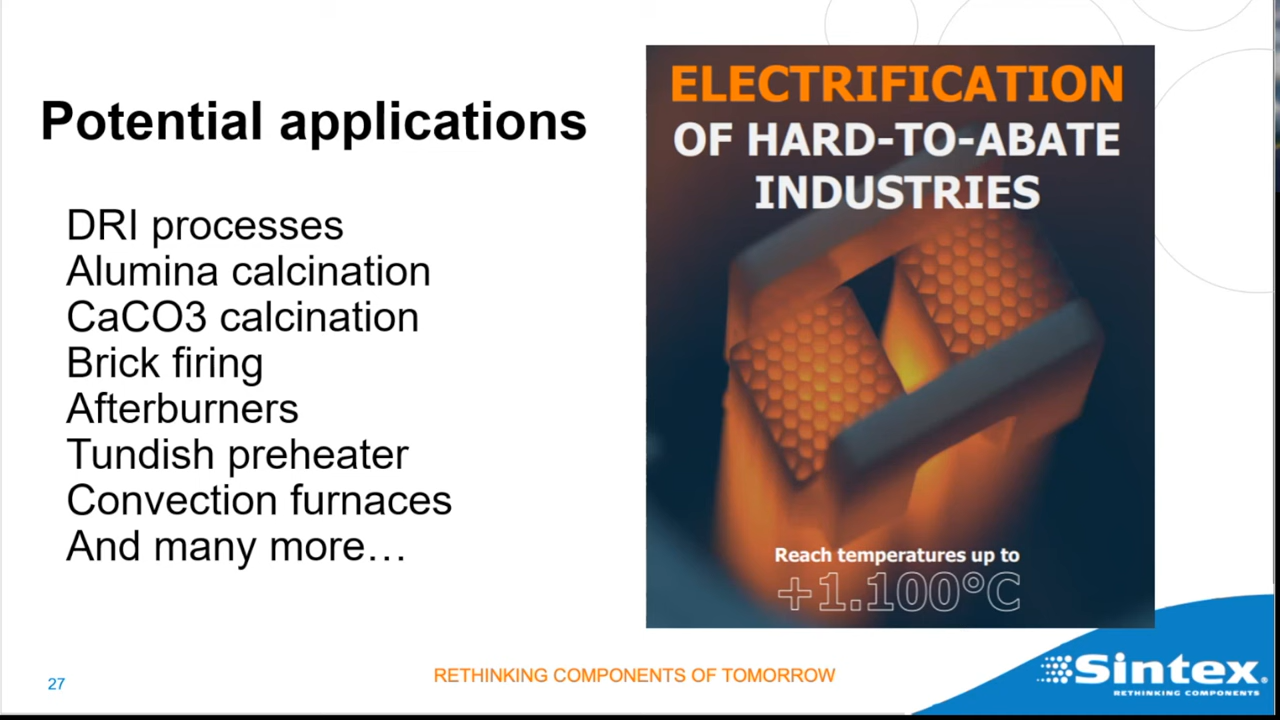 Potential applications
DRI processes
Alumina calcination
CaCO3 calcination
Brick firing
Afterburners
Tundish preheater
Convection furnaces
And many more…
ELECTRIFICATION
OF HARD-TO-ABATE
INDUSTRIES
Reach temperatures up to
+1.100°C
27
RETHINKING COMPONENTS OF TOMORROW
Sintex®
RETHINKING COMPONENTS